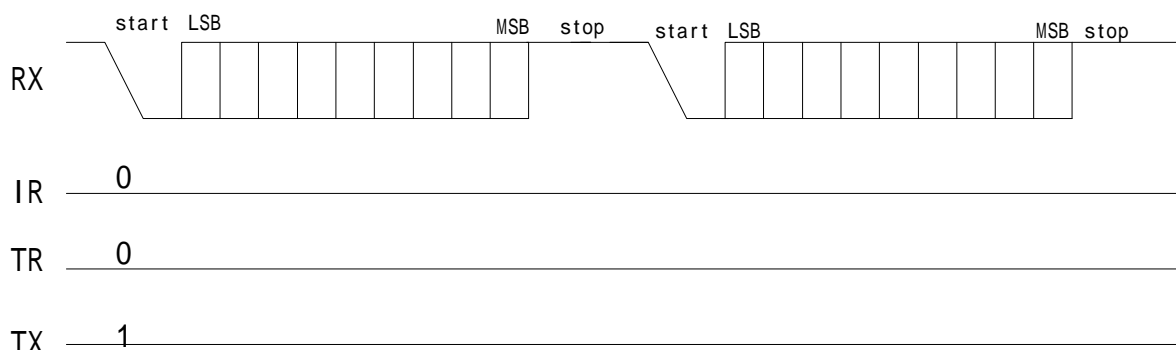 start LSB MSB stop start LSB MSB stop
RX
IR 0
TR 0
TX 1